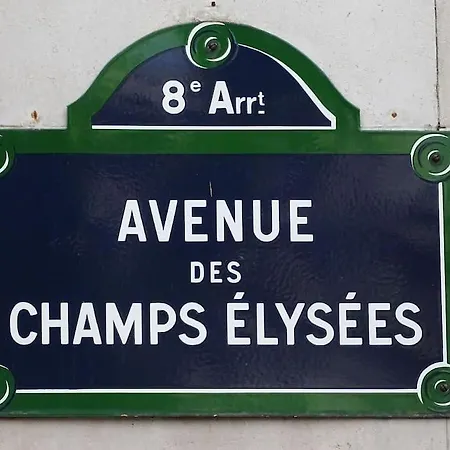 8e Arrt
AVENUE
DES
CHAMPS ÉLYSÉES